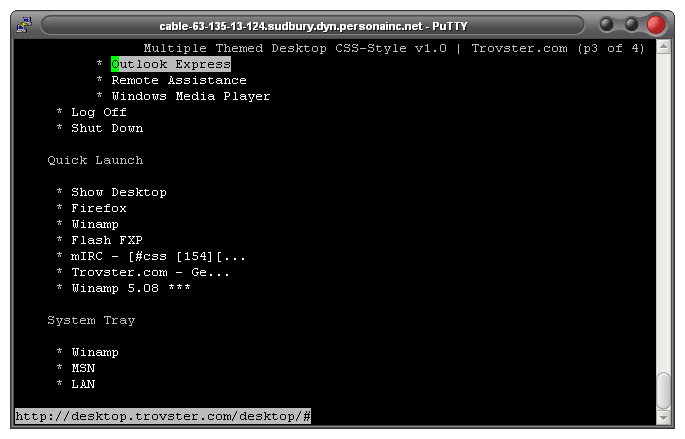 cable-63-135-13-124.sudbury.dyn.personainc.net - PuTTY
Multiple Themed Desktop CSS-Style v1.0 | Trovster.com (p3 of 4)
* Outlook Express
* Remote Assistance
* Windows Media Player
* Log Off
* Shut Down
Quick Launch
* Show Desktop
* Firefox
* Winamp
* Flash FXP
* mIRC - [#css [154][...
* Trovster.com - Ge...
* Winamp 5.08 ***
System Tray
* Winamp
* MSN
* LAN
http://desktop.trovster.com/desktop/#